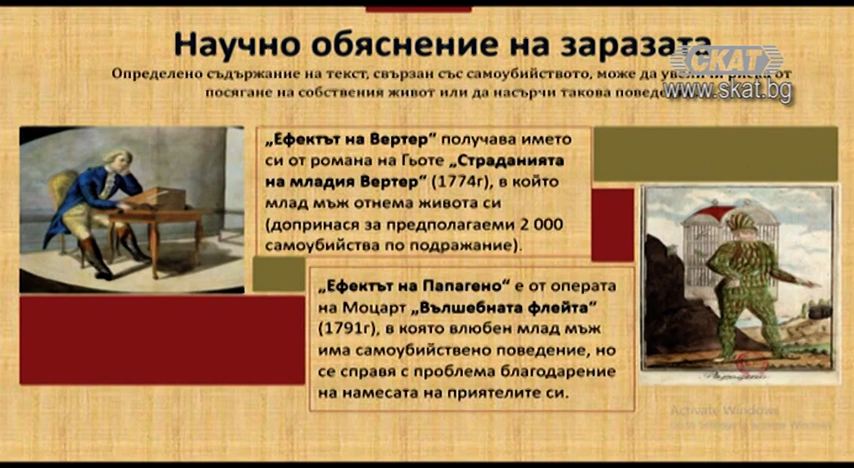 Научно обяснение на заразата
СКАТ
www.skat.bg
Определено съдържание на текст, свързан със самоубийството, може да увеличи риска от
посягане на собствения живот или да насърчи такова
„Ефектът на Вертер“ получава името
си от романа на Гьоте „Страданията
на младия Вертер“ (1774г), в който
млад мъж отнема живота си
(допринася за предполагаеми 2 000
самоубийства по подражание).
„Ефектът на Папагено“ е от операта
на Моцарт „Вълшебната флейта“
(1791г), в която влюбен млад мъж
има самоубийствено поведение, но
се справя с проблема благодарение
на намесата на приятелите си.
Activate Windows